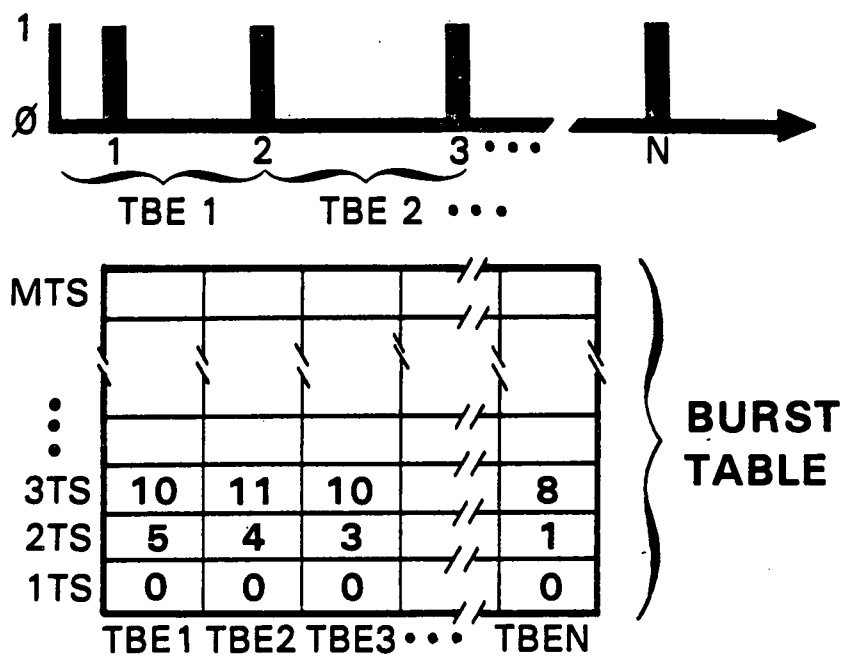 1
Ø
1 2 3 ••• N
TBE 1 TBE 2 •••
MTS
BURST
TABLE
3TS 10 11 10 8
2TS 5 4 3 1
1TS 0 0 0 0
TBE1 TBE2 TBE3 ••• TBEN